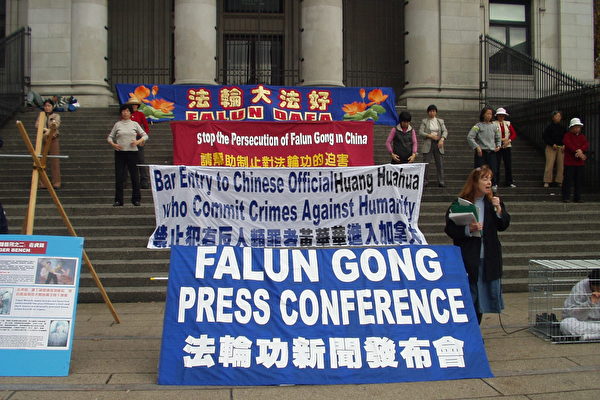 法輪大法好
FALUN DAFA
Stop the Persecution of Falun Gong in China
請幫助制止對法輪功的迫害
Bar Entry to Chinese Official Huang Huahua
who Commit Crimes Against Humanity
禁止犯有反人類罪者黃華華進入加拿大
FALUN GONG
PRESS CONFERENCE
法輪功新聞發布會
GER BENCH